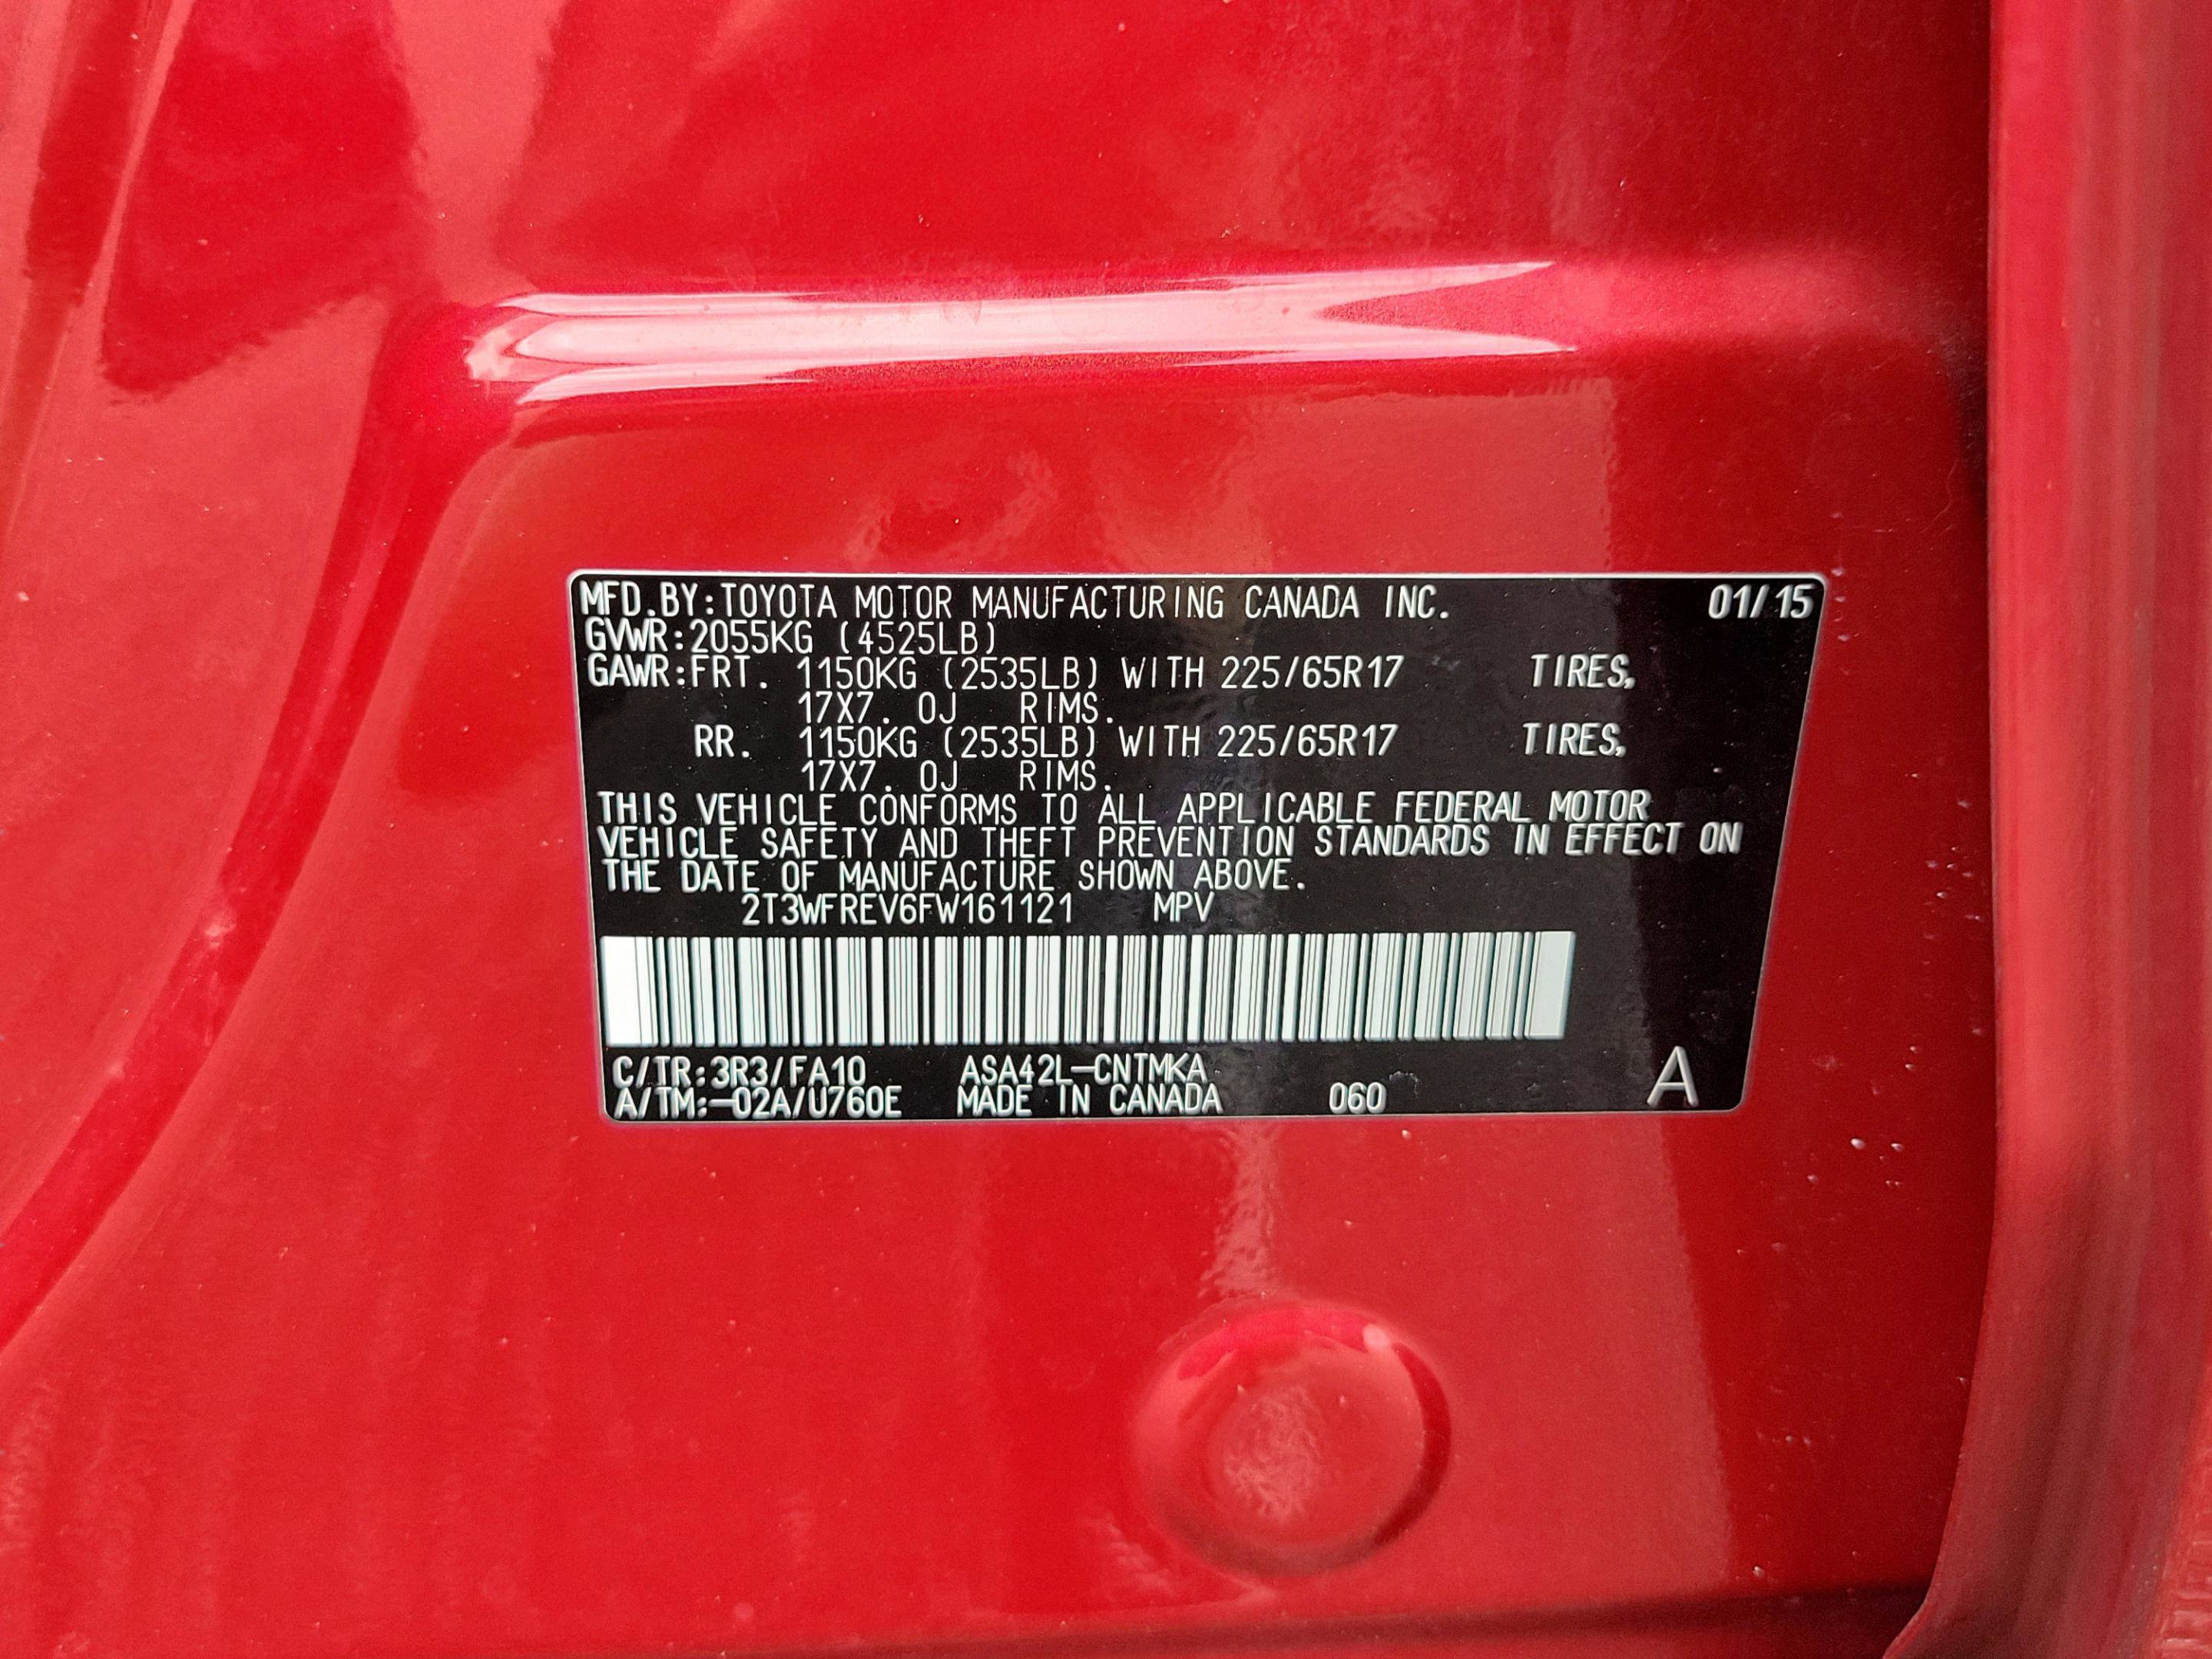 MFD.BY:TOYOTA MOTOR MANUFACTURING CANADA INC. 01/15
GVWR:2055KG (4525LB)
GAWR:FRT. 1150KG (2535LB) WITH 225/65R17 TIRES,
17X7.0J RIMS.
RR. 1150KG (2535LB) WITH 225/65R17 TIRES,
17X7.0J RIMS.
THIS VEHICLE CONFORMS TO ALL APPLICABLE FEDERAL MOTOR
VEHICLE SAFETY AND THEFT PREVENTION STANDARDS IN EFFECT ON
THE DATE OF MANUFACTURE SHOWN ABOVE.
2T3WFREV6FW161121 MPV
C/TR:3R3/FA10 ASA42L-CNTMKA
A/TM:-02A/U760E MADE IN CANADA 060 A